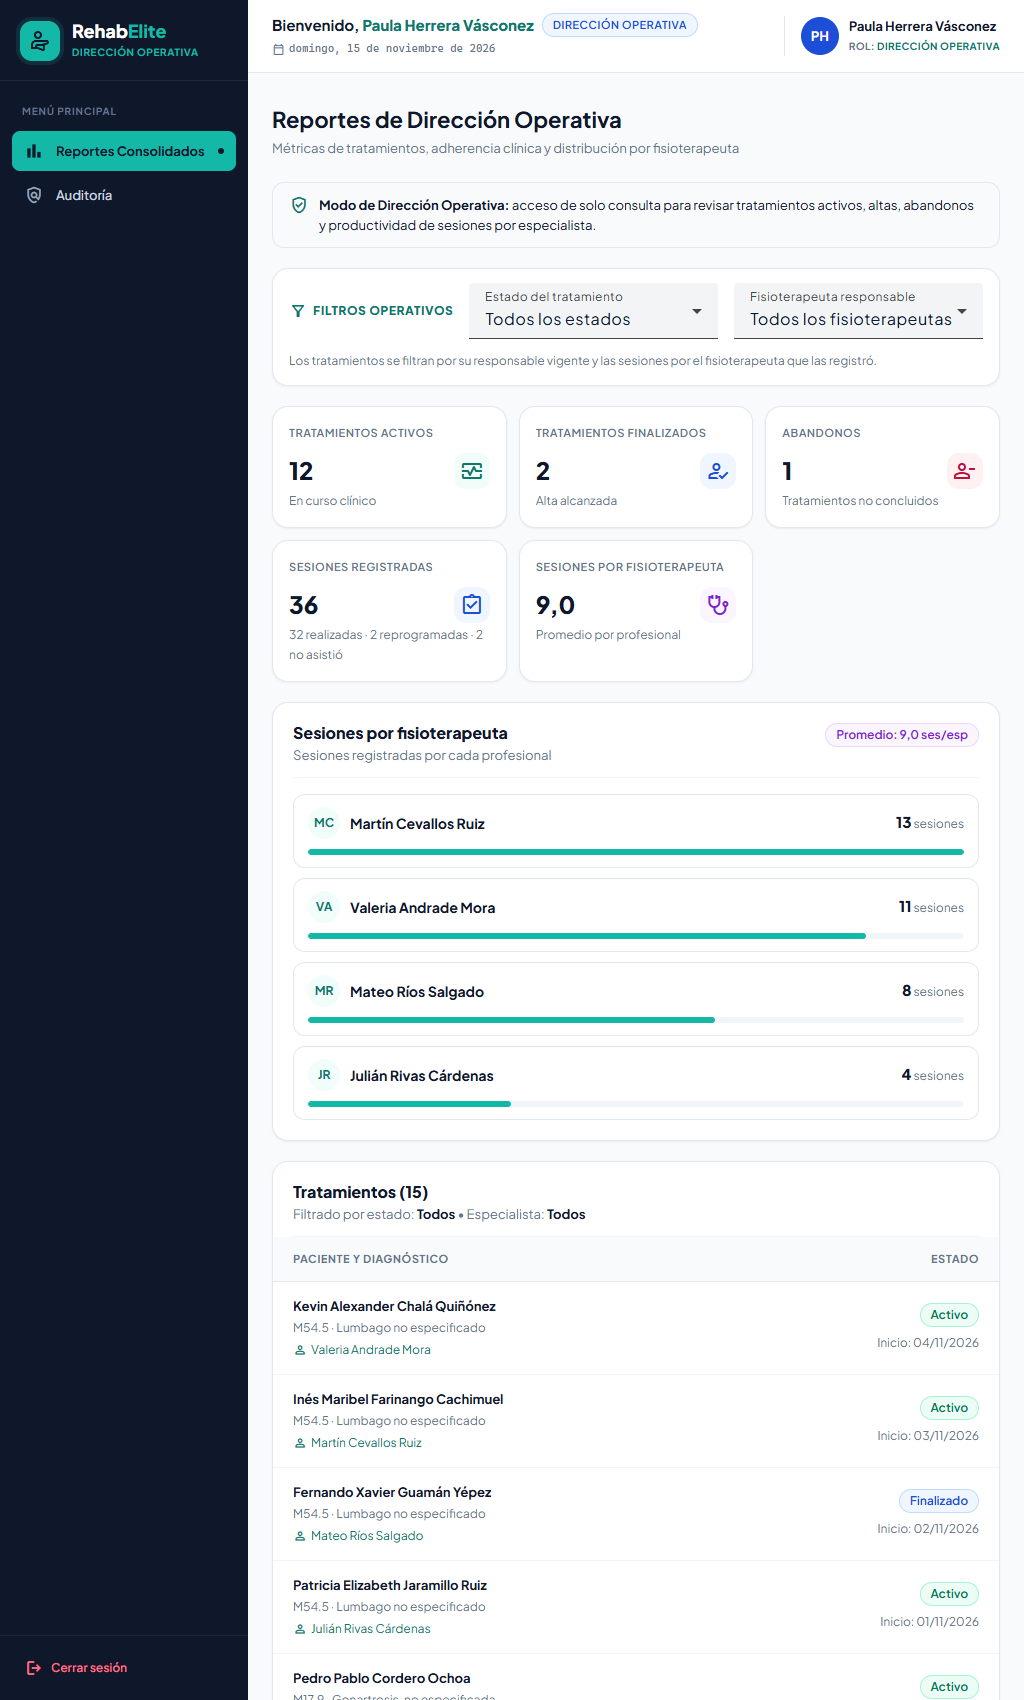 RehabElite
DIRECCIÓN OPERATIVA
MENÚ PRINCIPAL
Reportes Consolidados
Auditoría
Cerrar sesión
Bienvenido, Paula Herrera Vásconez
DIRECCIÓN OPERATIVA
domingo, 15 de noviembre de 2026
PH
Paula Herrera Vásconez
ROL: DIRECCIÓN OPERATIVA
Reportes de Dirección Operativa
Métricas de tratamientos, adherencia clínica y distribución por fisioterapeuta
Modo de Dirección Operativa: acceso de solo consulta para revisar tratamientos activos, altas, abandonos
y productividad de sesiones por especialista.
FILTROS OPERATIVOS
Estado del tratamiento
Todos los estados
Fisioterapeuta responsable
Todos los fisioterapeutas
Los tratamientos se filtran por su responsable vigente y las sesiones por el fisioterapeuta que las registró.
TRATAMIENTOS ACTIVOS
12
En curso clínico
TRATAMIENTOS FINALIZADOS
2
Alta alcanzada
ABANDONOS
1
Tratamientos no concluidos
SESIONES REGISTRADAS
36
32 realizadas · 2 reprogramadas · 2
no asistió
SESIONES POR FISIOTERAPEUTA
9,0
Promedio por profesional
Sesiones por fisioterapeuta
Sesiones registradas por cada profesional
Promedio: 9,0 ses/esp
MC
Martín Cevallos Ruiz
13 sesiones
VA
Valeria Andrade Mora
11 sesiones
MR
Mateo Ríos Salgado
8 sesiones
JR
Julián Rivas Cárdenas
4 sesiones
Tratamientos (15)
Filtrado por estado: Todos • Especialista: Todos
PACIENTE Y DIAGNÓSTICO
ESTADO
Kevin Alexander Chalá Quiñónez
M54.5 · Lumbago no especificado
Valeria Andrade Mora
Activo
Inicio: 04/11/2026
Inés Maribel Farinango Cachimuel
M54.5 · Lumbago no especificado
Martín Cevallos Ruiz
Activo
Inicio: 03/11/2026
Fernando Xavier Guamán Yépez
M54.5 · Lumbago no especificado
Mateo Ríos Salgado
Finalizado
Inicio: 02/11/2026
Patricia Elizabeth Jaramillo Ruiz
M54.5 · Lumbago no especificado
Julián Rivas Cárdenas
Activo
Inicio: 01/11/2026
Pedro Pablo Cordero Ochoa
M17.9 · Gonartrosis, no especificada
Activo